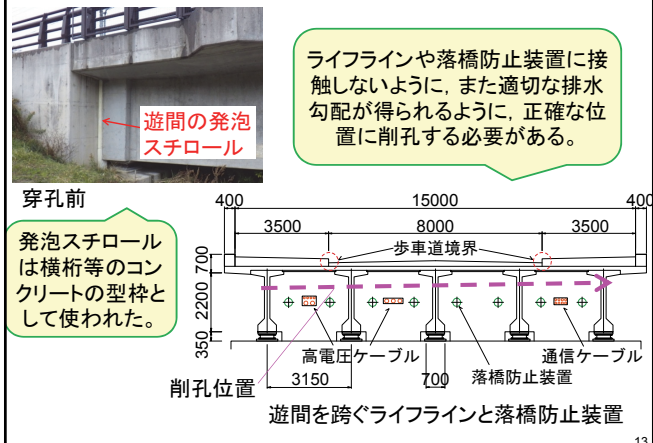 遊間の発泡
スチロール
穿孔前
ライフラインや落橋防止装置に接
触しないように，また適切な排水
勾配が得られるように，正確な位
置に削孔する必要がある。
発泡スチロール
は横桁等のコン
クリートの型枠と
して使われた。
400
15000
400
3500
8000
3500
歩車道境界
700
2200
350
高電圧ケーブル
通信ケーブル
落橋防止装置
削孔位置
3150
700
遊間を跨ぐライフラインと落橋防止装置
13